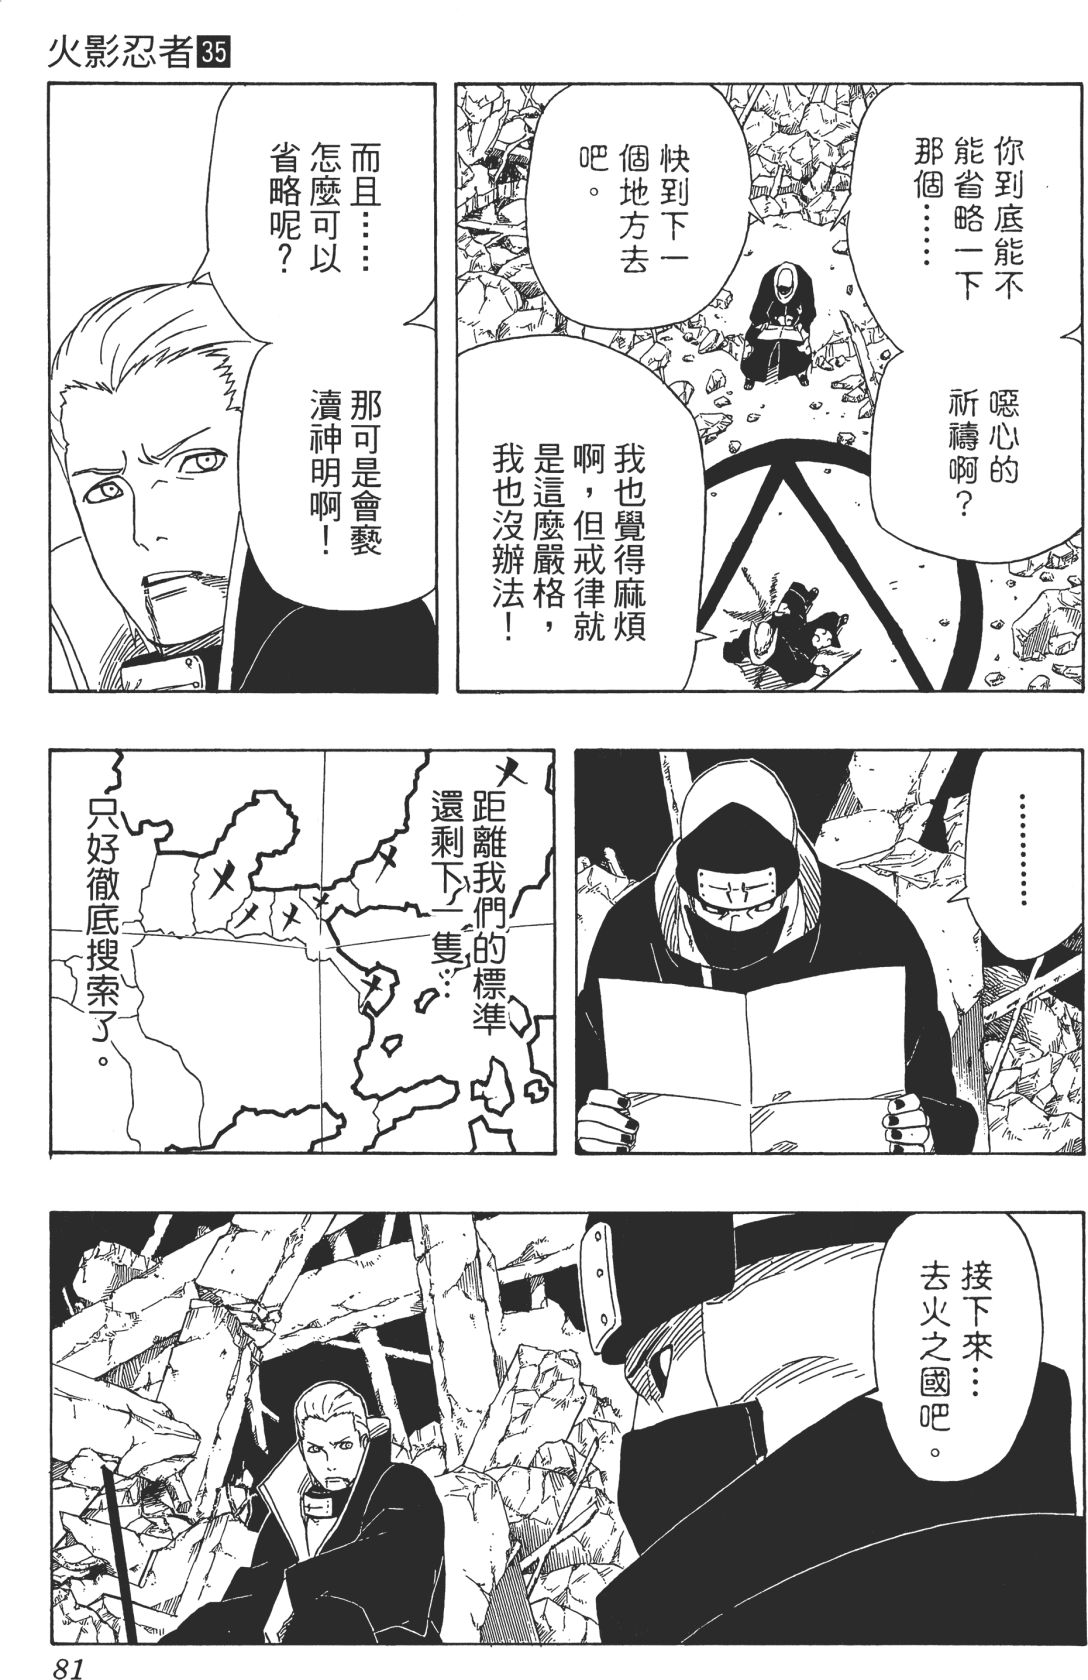 火影忍者35
你到底能不
能省略一下
那個……
噁心的
祈禱啊？
快到下一
個地方去
吧。
我也覺得麻煩
啊，但戒律就
是這麼嚴格，
我也沒辦法！
而且……
怎麼可以
省略呢？
那可是會褻
瀆神明啊！
…………
距離我們的標準
還剩下一隻…
只好徹底搜索了。
接下來…
去火之國吧。
81